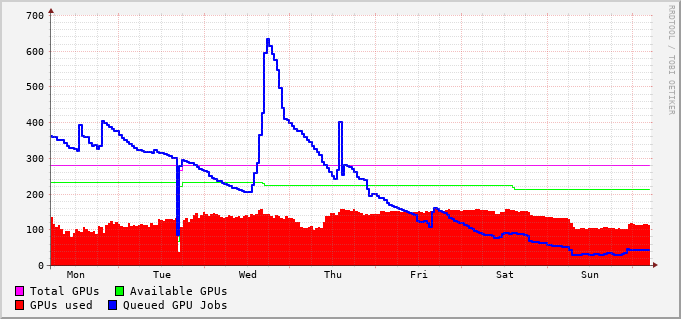 700
600
500
400
300
200
100
0
Mon Tue Wed Thu Fri Sat Sun
Total GPUs Available GPUs
GPUs used Queued GPU Jobs
RRDTOOL / TOBI OETIKER